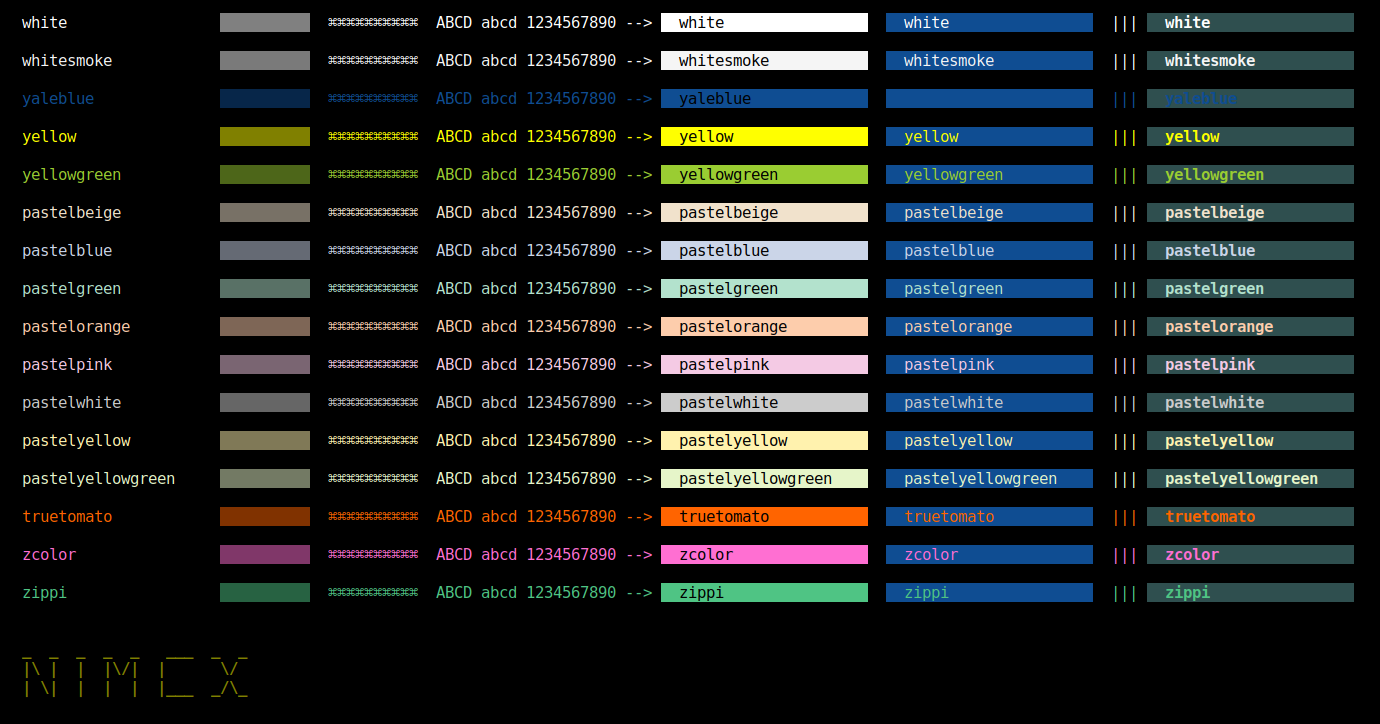 white ⌘⌘⌘⌘⌘⌘⌘⌘⌘⌘ ABCD abcd 1234567890 --> white white ||| white
whitesmoke ⌘⌘⌘⌘⌘⌘⌘⌘⌘⌘ ABCD abcd 1234567890 --> whitesmoke whitesmoke ||| whitesmoke
yaleblue ⌘⌘⌘⌘⌘⌘⌘⌘⌘⌘ ABCD abcd 1234567890 --> yaleblue ||| yaleblue
yellow ⌘⌘⌘⌘⌘⌘⌘⌘⌘⌘ ABCD abcd 1234567890 --> yellow yellow ||| yellow
yellowgreen ⌘⌘⌘⌘⌘⌘⌘⌘⌘⌘ ABCD abcd 1234567890 --> yellowgreen yellowgreen ||| yellowgreen
pastelbeige ⌘⌘⌘⌘⌘⌘⌘⌘⌘⌘ ABCD abcd 1234567890 --> pastelbeige pastelbeige ||| pastelbeige
pastelblue ⌘⌘⌘⌘⌘⌘⌘⌘⌘⌘ ABCD abcd 1234567890 --> pastelblue pastelblue ||| pastelblue
pastelgreen ⌘⌘⌘⌘⌘⌘⌘⌘⌘⌘ ABCD abcd 1234567890 --> pastelgreen pastelgreen ||| pastelgreen
pastelorange ⌘⌘⌘⌘⌘⌘⌘⌘⌘⌘ ABCD abcd 1234567890 --> pastelorange pastelorange ||| pastelorange
pastelpink ⌘⌘⌘⌘⌘⌘⌘⌘⌘⌘ ABCD abcd 1234567890 --> pastelpink pastelpink ||| pastelpink
pastelwhite ⌘⌘⌘⌘⌘⌘⌘⌘⌘⌘ ABCD abcd 1234567890 --> pastelwhite pastelwhite ||| pastelwhite
pastelyellow ⌘⌘⌘⌘⌘⌘⌘⌘⌘⌘ ABCD abcd 1234567890 --> pastelyellow pastelyellow ||| pastelyellow
pastelyellowgreen ⌘⌘⌘⌘⌘⌘⌘⌘⌘⌘ ABCD abcd 1234567890 --> pastelyellowgreen pastelyellowgreen ||| pastelyellowgreen
truetomato ⌘⌘⌘⌘⌘⌘⌘⌘⌘⌘ ABCD abcd 1234567890 --> truetomato truetomato ||| truetomato
zcolor ⌘⌘⌘⌘⌘⌘⌘⌘⌘⌘ ABCD abcd 1234567890 --> zcolor zcolor ||| zcolor
zippi ⌘⌘⌘⌘⌘⌘⌘⌘⌘⌘ ABCD abcd 1234567890 --> zippi zippi ||| zippi
_  _  _  _  _   ___  _  _
|\ |  |  |\/|  |      \/
| \|  |  |  |  |___  _/\_